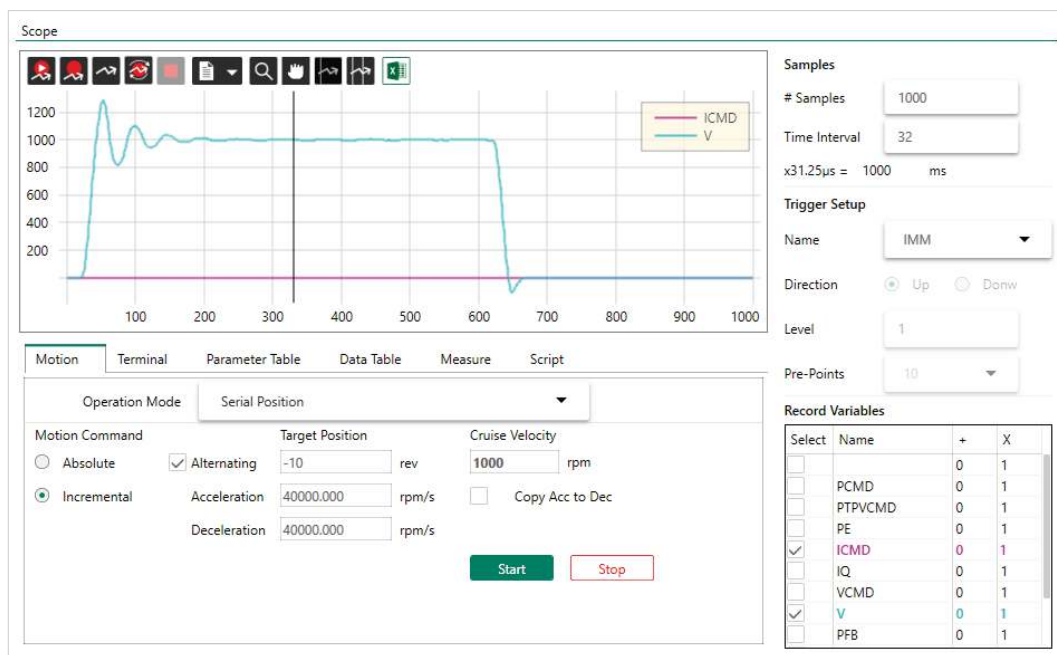 Scope
1200
1000
800
600
400
200
100 200 300 400 500 600 700 800 900 1000
ICMD
V
Samples
# Samples 1000
Time Interval 32
x31.25µs = 1000 ms
Trigger Setup
Name IMM
Direction Up Donw
Level 1
Pre-Points 10
Motion Terminal Parameter Table Data Table Measure Script
Operation Mode Serial Position
Motion Command Target Position Cruise Velocity
Absolute Alternating -10 rev 1000 rpm
Incremental Acceleration 40000.000 rpm/s Copy Acc to Dec
Deceleration 40000.000 rpm/s
Start Stop
Record Variables
Select Name + X
0 1
PCMD 0 1
PTPVCMD 0 1
PE 0 1
ICMD 0 1
IQ 0 1
VCMD 0 1
V 0 1
PFB 0 1